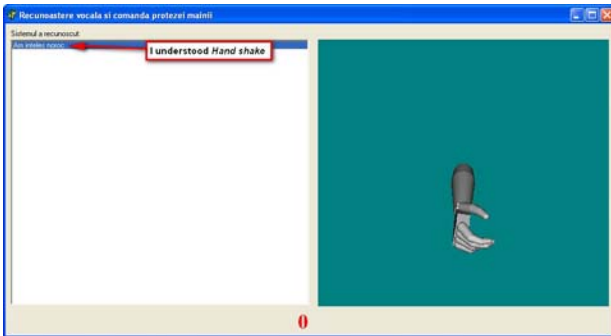 Recunoastere vocala si comanda protezei mainii
Sistemul a recunoscut
Am inteles noroc
I understood Hand shake
0